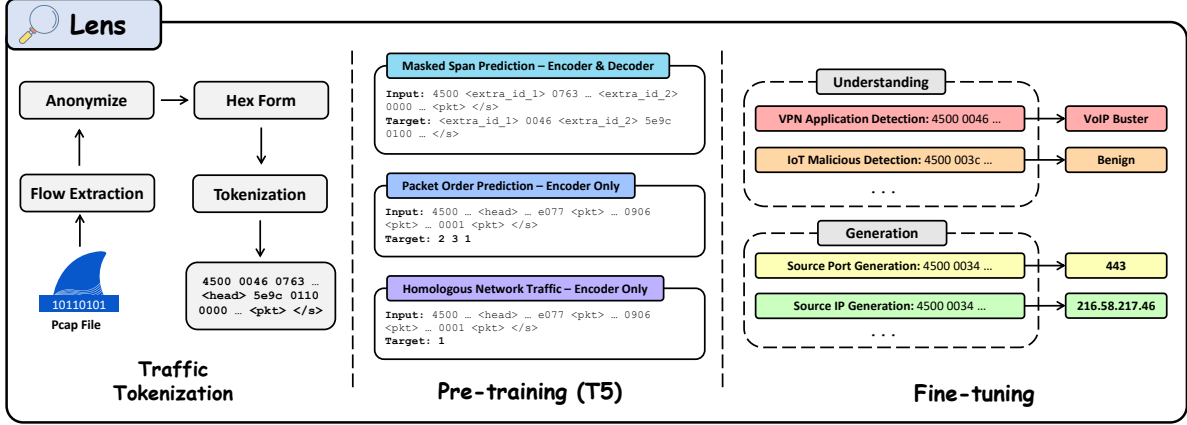 Lens
Anonymize
Hex Form
Flow Extraction
Tokenization
10110101
Pcap File
4500 0046 0763 …
<head> 5e9c 0110
0000 … <pkt> </s>
Traffic
Tokenization
Masked Span Prediction – Encoder & Decoder
Input: 4500 <extra_id_1> 0763 … <extra_id_2>
0000 … <pkt> </s>
Target: <extra_id_1> 0046 <extra_id_2> 5e9c
0100 … </s>
Packet Order Prediction – Encoder Only
Input: 4500 … <head> … e077 <pkt> … 0906
<pkt> … 0001 <pkt> </s>
Target: 2 3 1
Homologous Network Traffic – Encoder Only
Input: 4500 … <head> … e077 <pkt> … 0906
<pkt> … 0001 <pkt> </s>
Target: 1
Pre-training (T5)
Understanding
VPN Application Detection: 4500 0046 …
VoIP Buster
IoT Malicious Detection: 4500 003c …
Benign
. . .
Generation
Source Port Generation: 4500 0034 …
443
Source IP Generation: 4500 0034 …
216.58.217.46
. . .
Fine-tuning